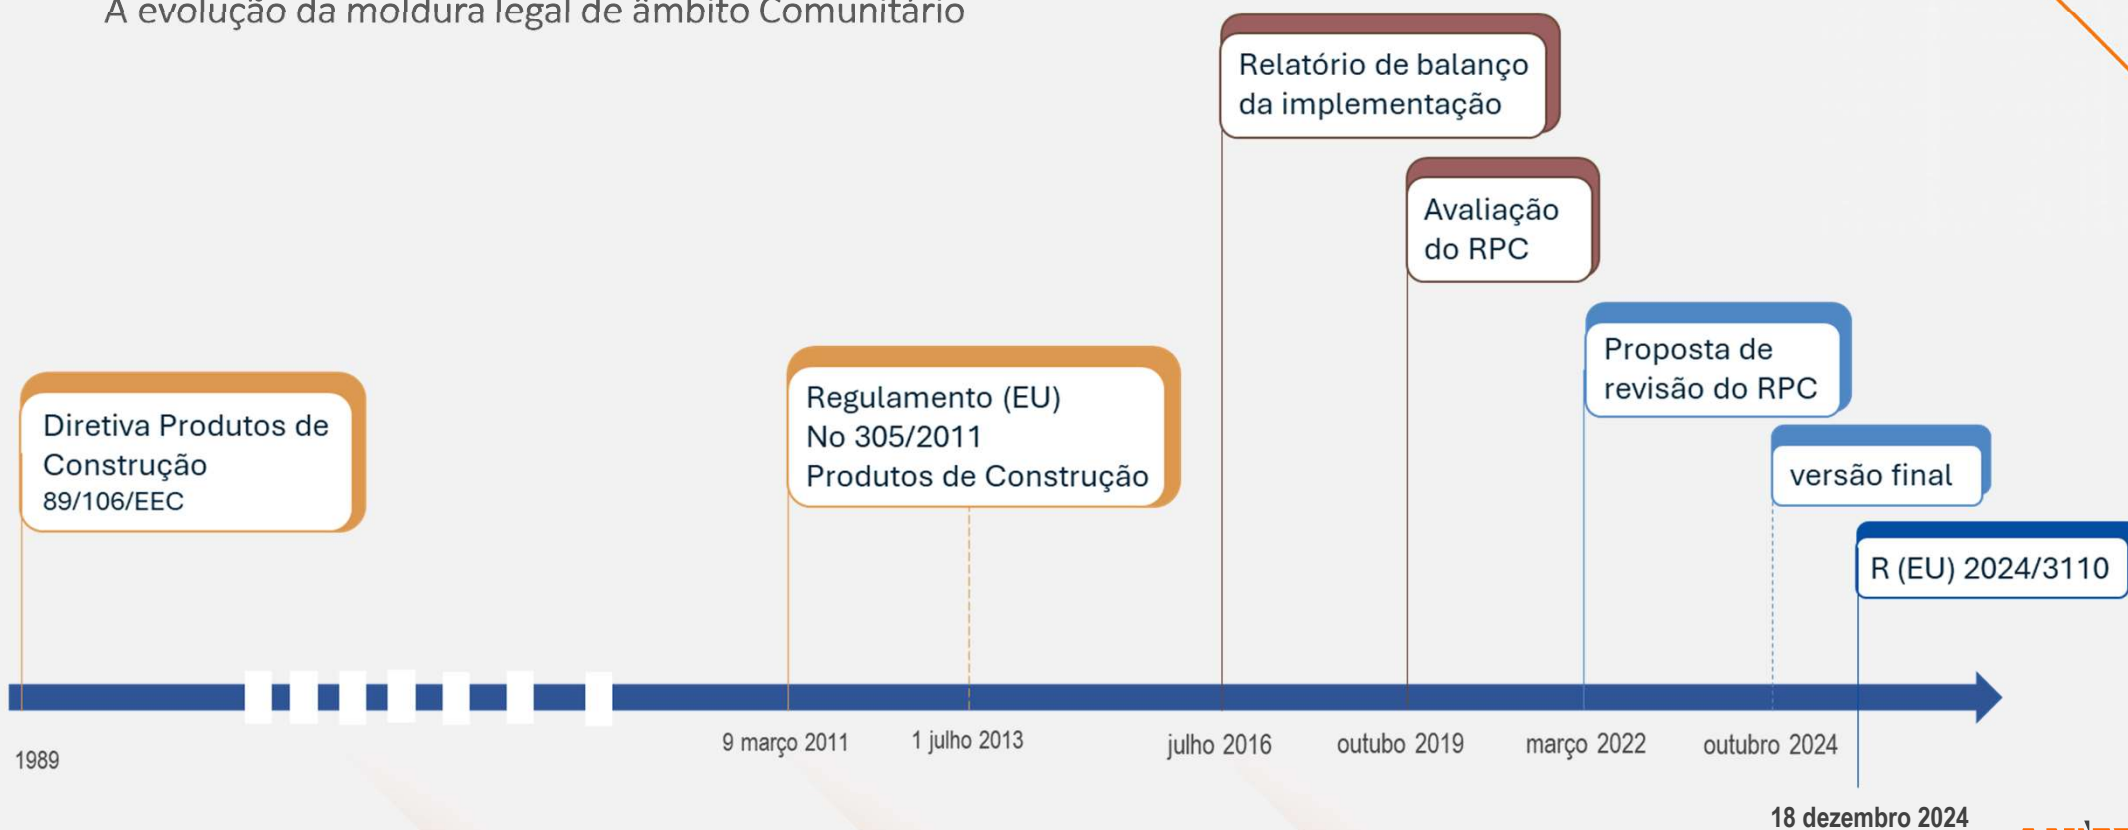 A evolução da moldura legal de âmbito Comunitário
Relatório de balanço
da implementação
Avaliação
do RPC
Proposta de
revisão do RPC
versão final
R (EU) 2024/3110
Regulamento (EU)
No 305/2011
Produtos de Construção
Diretiva Produtos de
Construção
89/106/EEC
1989
9 março 2011
1 julho 2013
julho 2016
outubo 2019
março 2022
outubro 2024
18 dezembro 2024